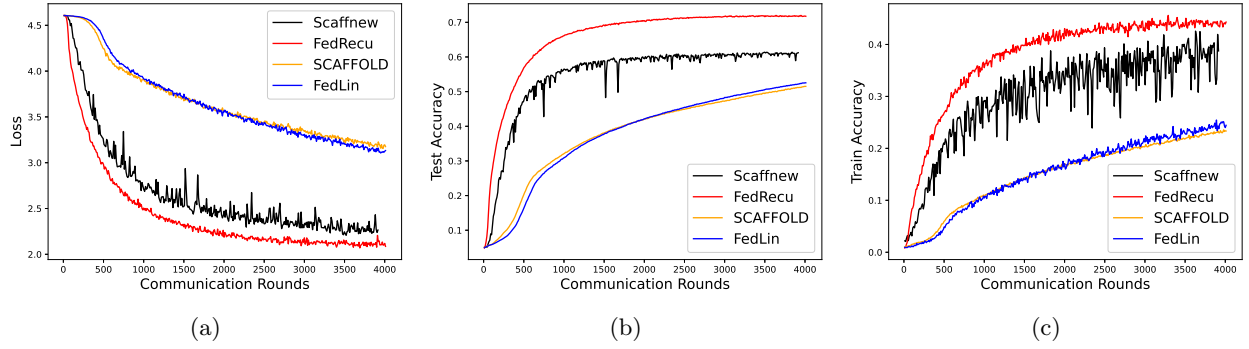 4.5
4.0
3.5
3.0
2.5
2.0
Loss
0 500 1000 1500 2000 2500 3000 3500 4000
Communication Rounds
Scaffnew
FedRecu
SCAFFOLD
FedLin
(a)
0.7
0.6
0.5
0.4
0.3
0.2
0.1
Test Accuracy
0 500 1000 1500 2000 2500 3000 3500 4000
Communication Rounds
Scaffnew
FedRecu
SCAFFOLD
FedLin
(b)
0.4
0.3
0.2
0.1
0.0
Train Accuracy
0 500 1000 1500 2000 2500 3000 3500 4000
Communication Rounds
Scaffnew
FedRecu
SCAFFOLD
FedLin
(c)